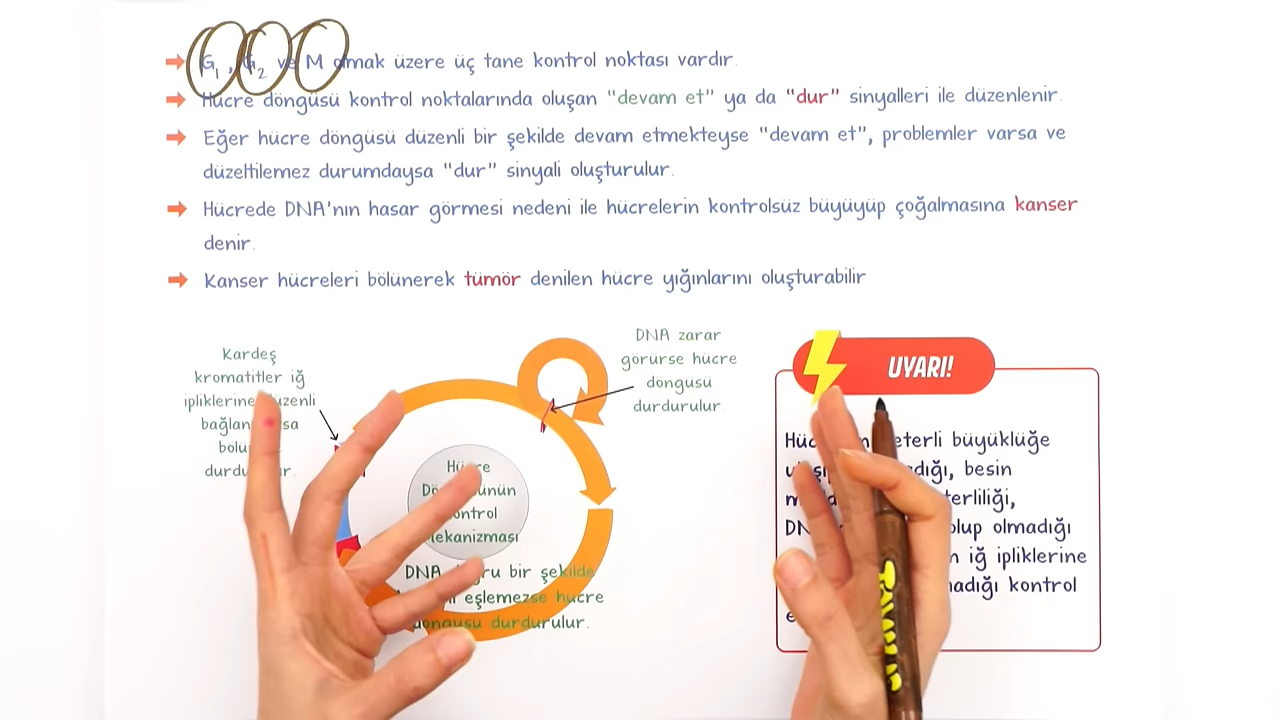 G₁, G₂ ve M olmak üzere üç tane kontrol noktası vardır.
Hücre döngüsü kontrol noktalarında oluşan "devam et" ya da "dur" sinyalleri ile düzenlenir.
Eğer hücre döngüsü düzenli bir şekilde devam etmekteyse "devam et", problemler varsa ve
düzeltilemez durumdaysa "dur" sinyali oluşturulur.
Hücrede DNA'nın hasar görmesi nedeni ile hücrelerin kontrolsüz büyüyüp çoğalmasına kanser
denir.
Kanser hücreleri bölünerek tümör denilen hücre yığınlarını oluşturabilir
Kardeş
kromatitler iğ
ipliklerine
DNA zarar
görürse hücre
döngüsü
durdurulur.
Hücre
kontrol
mekanizması
DNA bir şekilde
eşlemezse hücre
döngüsü durdurulur.
UYARI!
büyüklüğe
besin
olup olmadığı
iğ ipliklerine
kontrol